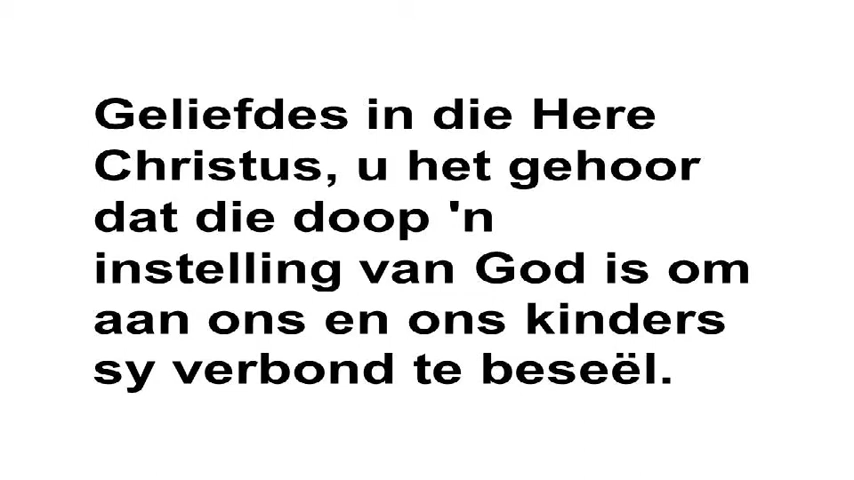 Geliefdes in die Here
Christus, u het gehoor
dat die doop 'n
instelling van God is om
aan ons en ons kinders
sy verbond te beseël.